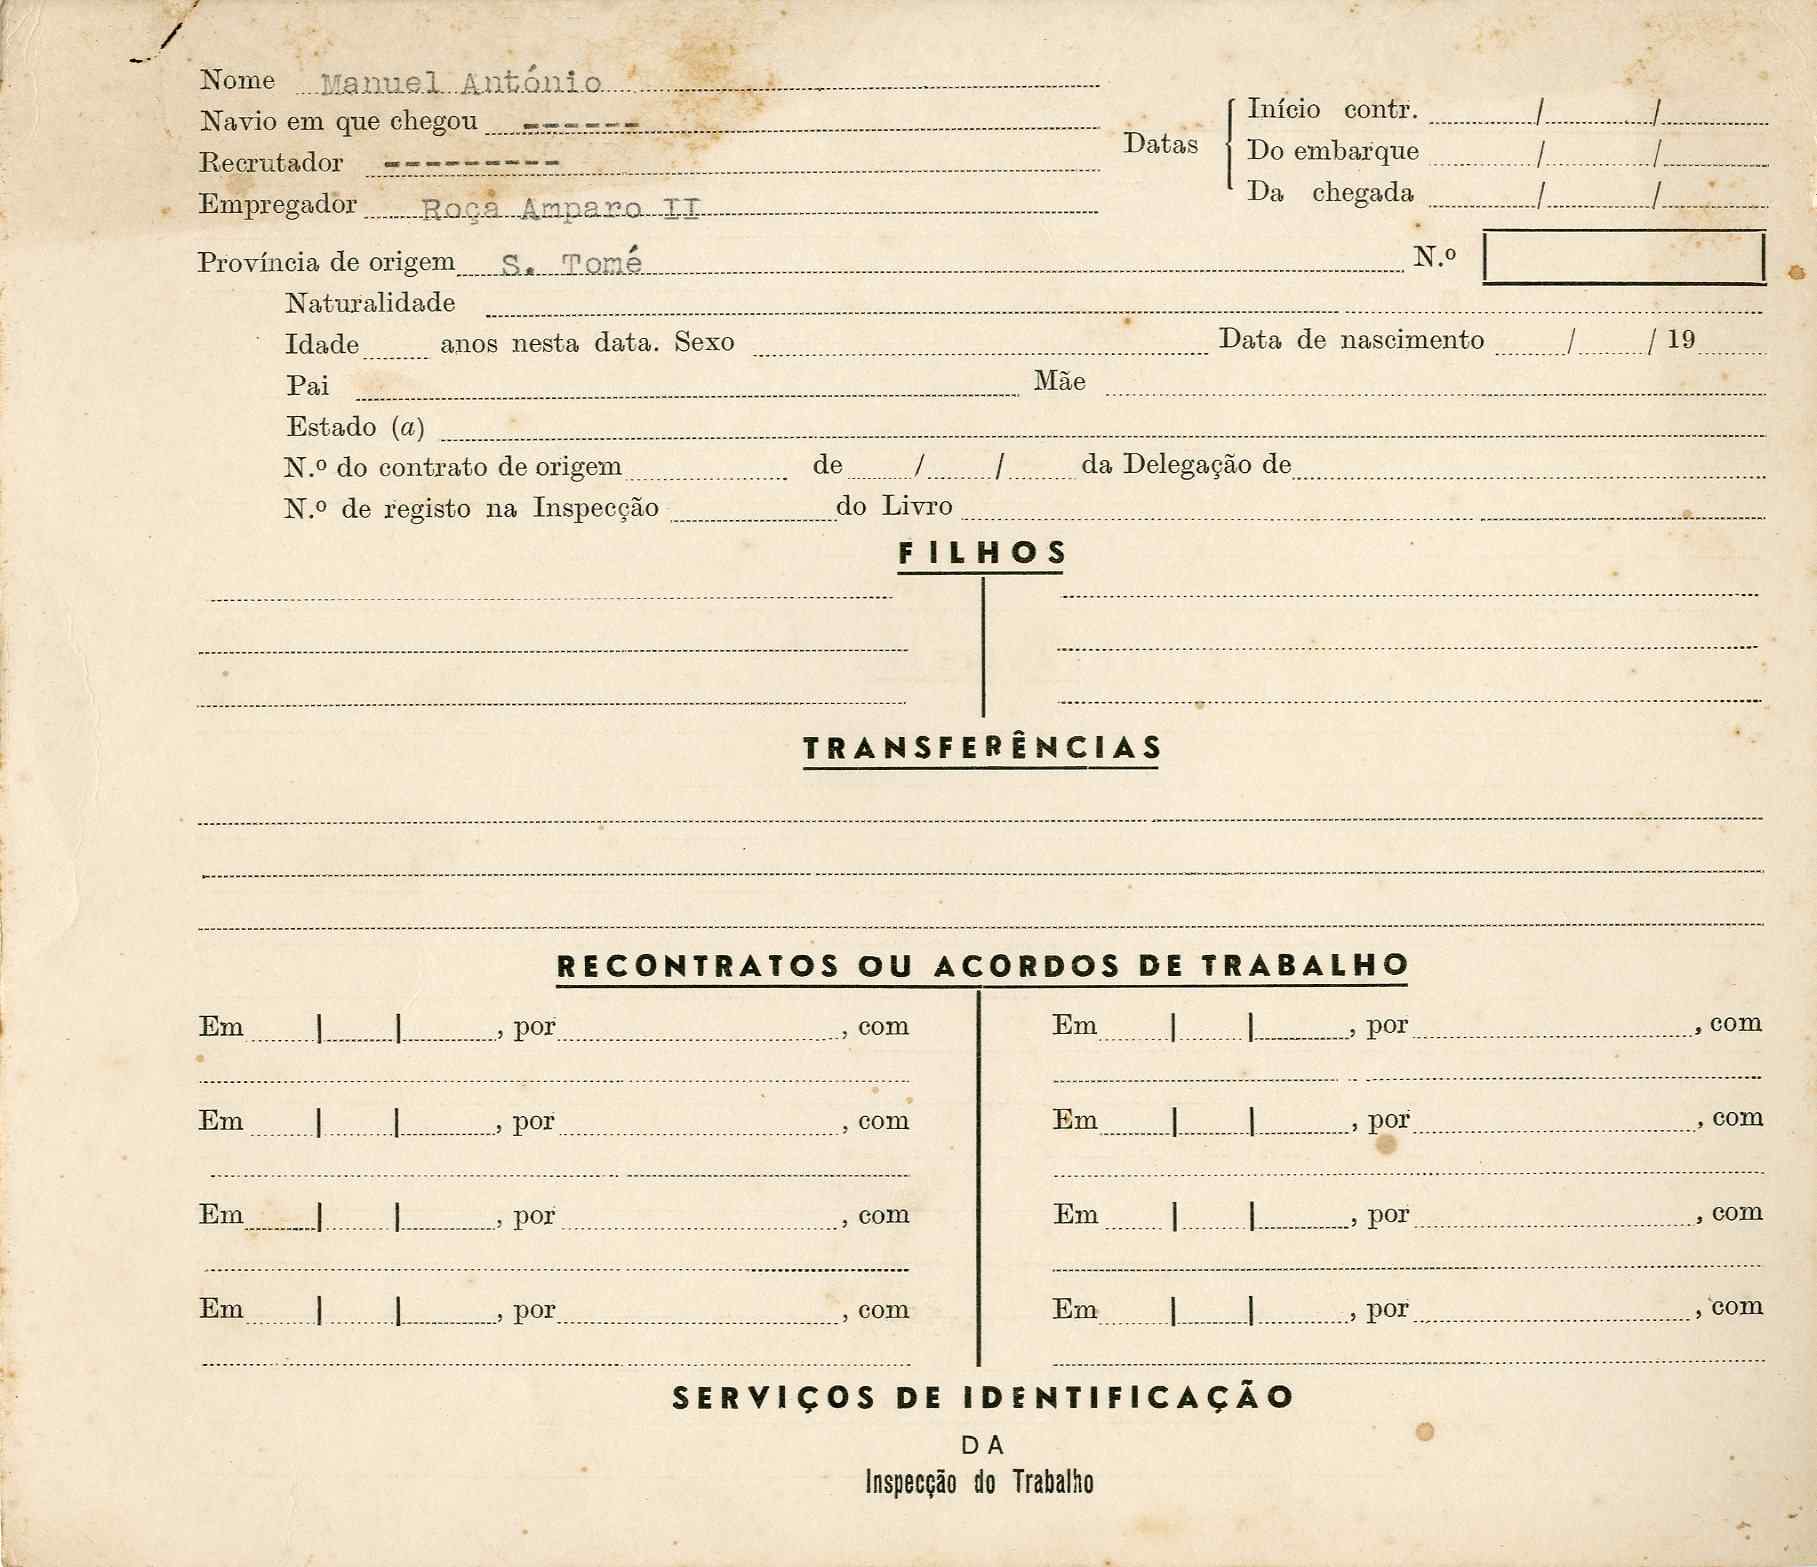 Nome Manuel António
Navio em que chegou ------
Recrutador ---------
Empregador Roça Amparo II
Datas
Início contr. / /
Do embarque / /
Da chegada / /
Província de origem S. Tomé N.º
Naturalidade
Idade anos nesta data. Sexo Data de nascimento / / 19
Pai Mãe
Estado (a)
N.º do contrato de origem de / / da Delegação de
N.º de registo na Inspecção do Livro
FILHOS
TRANSFERÊNCIAS
RECONTRATOS OU ACORDOS DE TRABALHO
Em | | , por , com Em | | , por , com
Em | | , por , com Em | | , por , com
Em | | , por , com Em | | , por , com
Em | | , por , com Em | | , por , com
SERVIÇOS DE IDENTIFICAÇÃO
DA
Inspecção do Trabalho